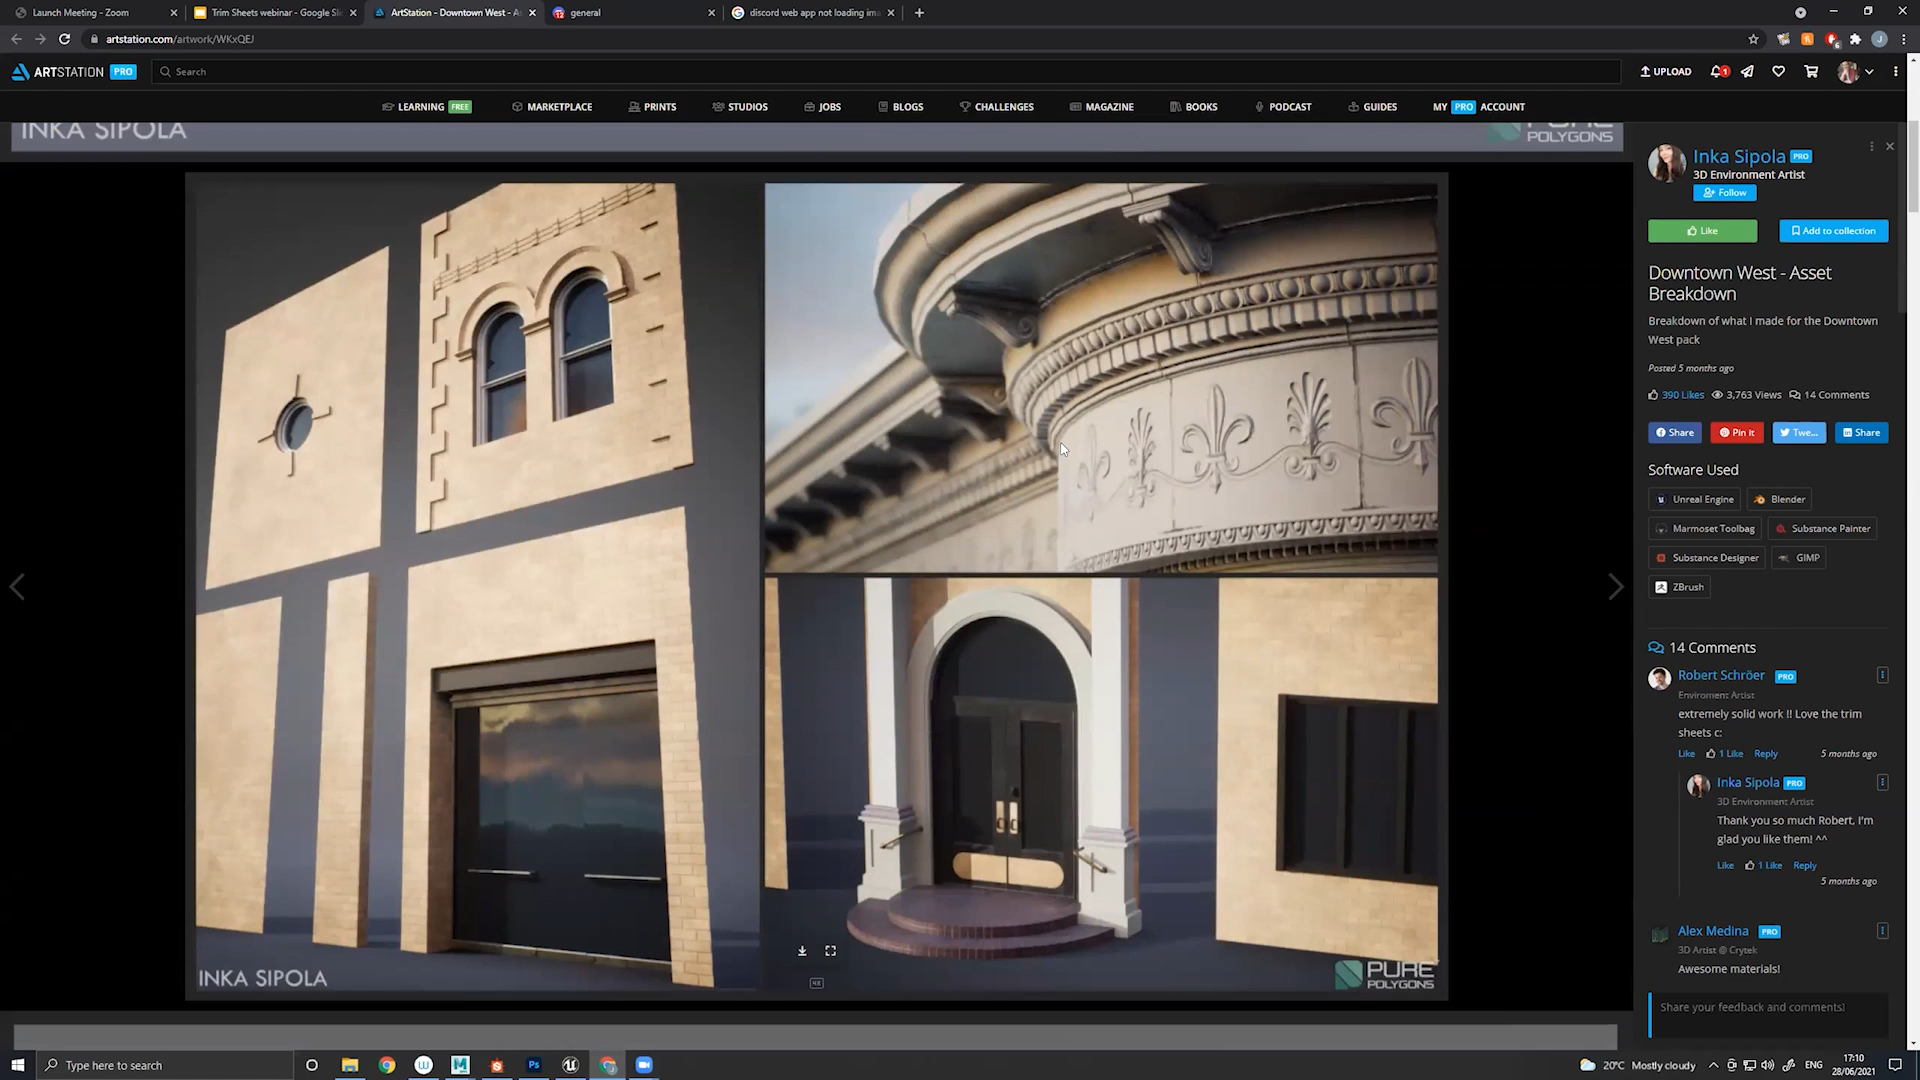 Launch Meeting - Zoom
Trim Sheets webinar - Google Sli
ArtStation - Downtown West - As
12
general
discord web app not loading ima
artstation.com/artwork/WKxQEJ
ARTSTATION PRO
Search
UPLOAD
1
LEARNING FREE
MARKETPLACE
PRINTS
STUDIOS
JOBS
BLOGS
CHALLENGES
MAGAZINE
BOOKS
PODCAST
GUIDES
MY PRO ACCOUNT
INKA SIPOLA
PURE
POLYGONS
INKA SIPOLA
PURE
POLYGONS
4K
Inka Sipola PRO
3D Environment Artist
Follow
Like
Add to collection
Downtown West - Asset
Breakdown
Breakdown of what I made for the Downtown
West pack
Posted 5 months ago
390 Likes 3,763 Views 14 Comments
Share
Pin it
Twe...
Share
Software Used
Unreal Engine
Blender
Marmoset Toolbag
Substance Painter
Substance Designer
GIMP
ZBrush
14 Comments
Robert Schröer PRO
Enviroment Artist
extremely solid work !! Love the trim
sheets c:
Like 1 Like Reply 5 months ago
Inka Sipola PRO
3D Environment Artist
Thank you so much Robert, I'm
glad you like them! ^^
Like 1 Like Reply
5 months ago
Alex Medina PRO
3D Artist @ Crytek
Awesome materials!
Share your feedback and comments!
Type here to search
20°C Mostly cloudy
ENG
17:10
28/06/2021